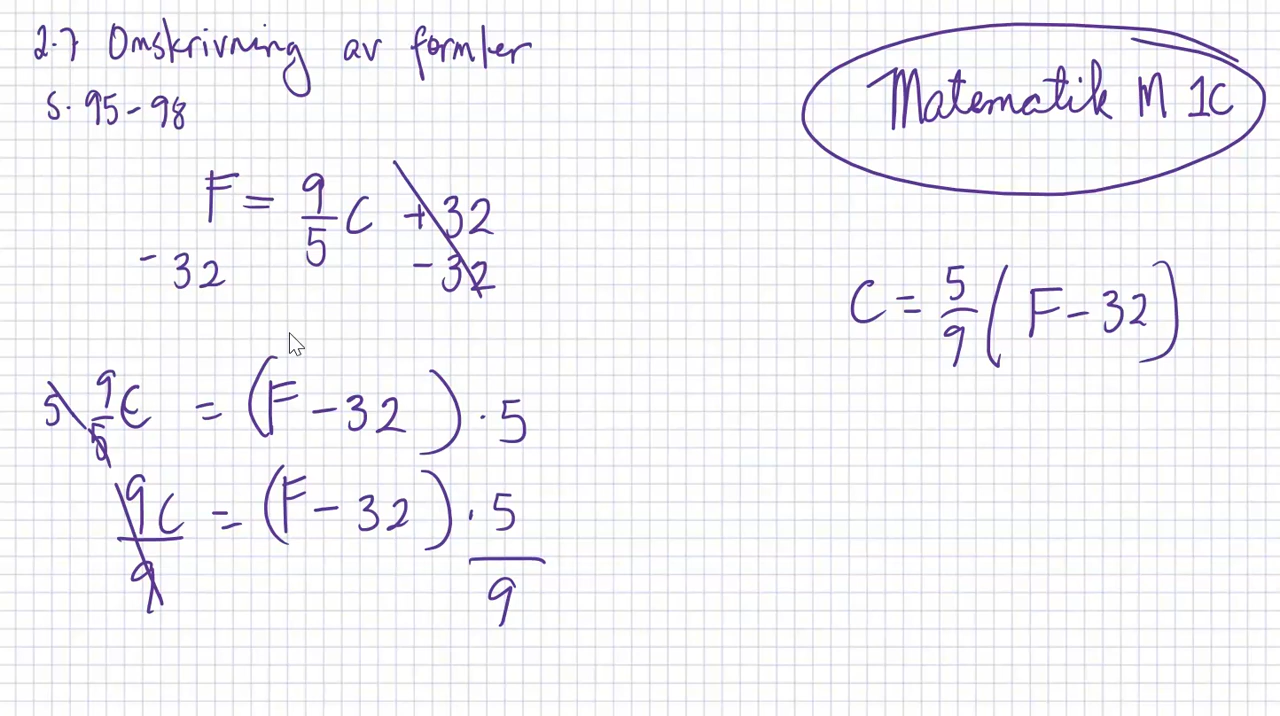 2.7 Omskrivning av formler
s. 95-98
Matematik M 1C
F = 9/5 C + 32
-32 - 32
5 · 9/5 C = (F - 32) · 5
9C/9 = (F - 32) · 5/9
C = 5/9 (F - 32)